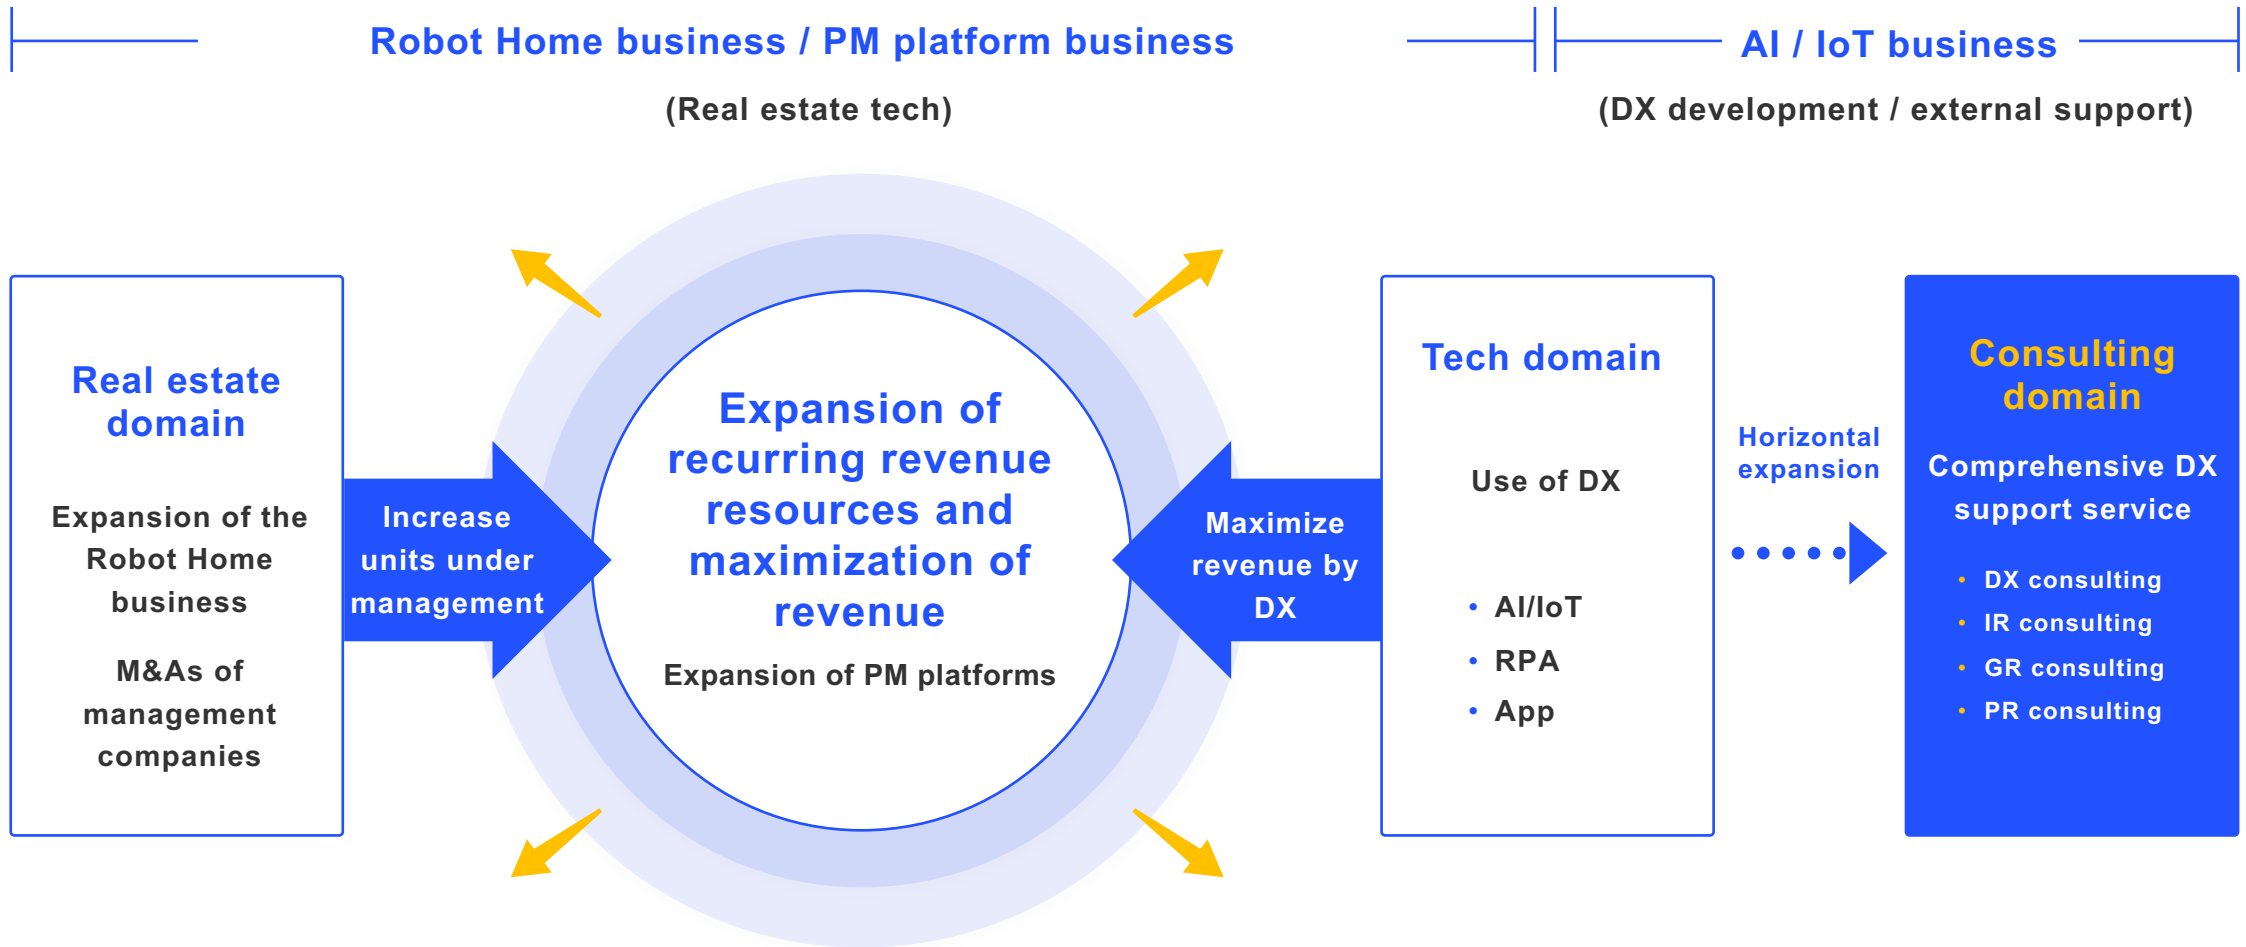 Robot Home business / PM platform business
(Real estate tech)
AI / IoT business
(DX development / external support)
Real estate
domain
Expansion of the
Robot Home
business
M&As of
management
companies
Increase
units under
management
Expansion of
recurring revenue
resources and
maximization of
revenue
Expansion of PM platforms
Maximize
revenue by
DX
Tech domain
Use of DX
• AI/IoT
• RPA
• App
Horizontal
expansion
Consulting
domain
Comprehensive DX
support service
• DX consulting
• IR consulting
• GR consulting
• PR consulting